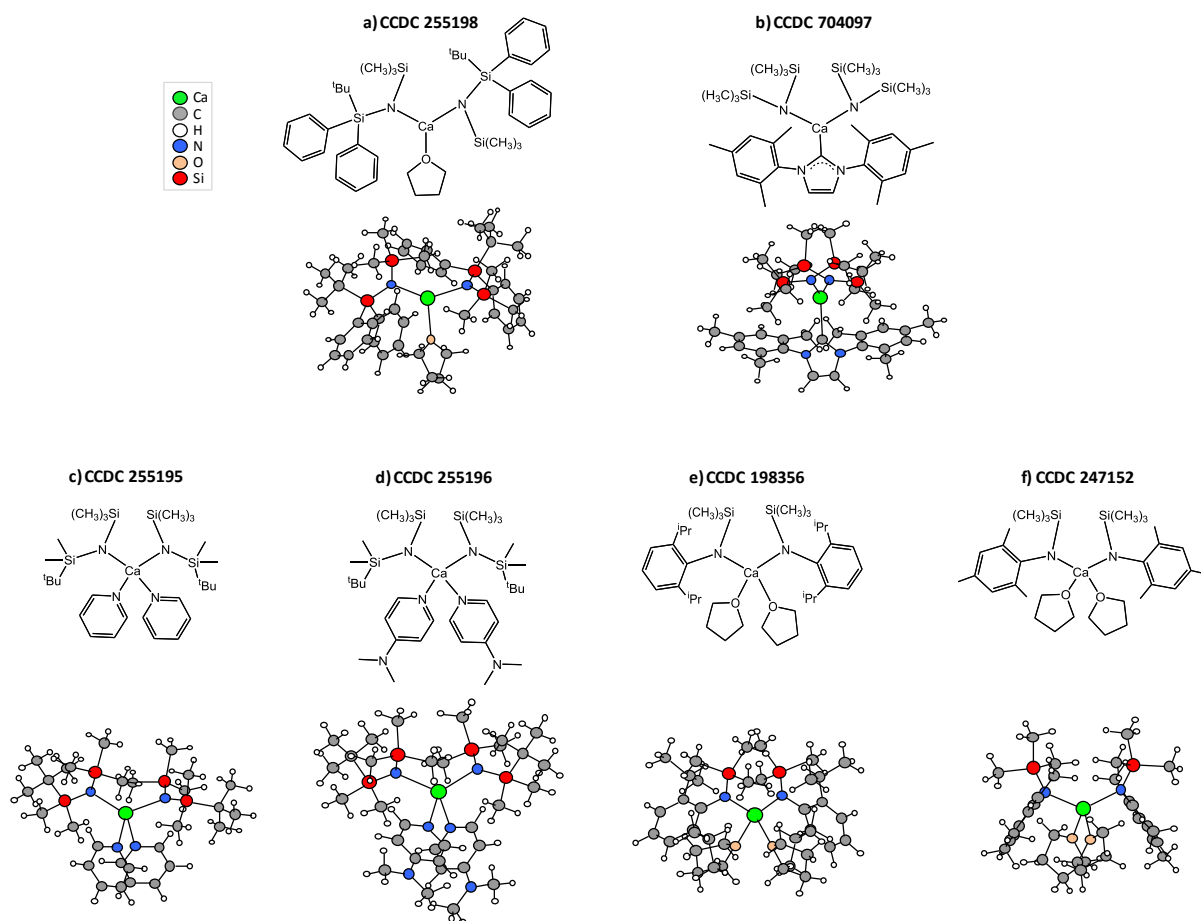 a) CCDC 255198
b) CCDC 704097
Ca
C
H
N
O
Si
(CH₃)₃Si
ᵗBu
Si
ᵗBu
Si
N
N
Ca
Si(CH₃)₃
O
(CH₃)₃Si
Si(CH₃)₃
(H₃C)₃Si
Si(CH₃)₃
N
N
Ca
N
N
c) CCDC 255195
d) CCDC 255196
e) CCDC 198356
f) CCDC 247152
(CH₃)₃Si
Si(CH₃)₃
N
N
Si
Si
ᵗBu
Ca
ᵗBu
N
N
(CH₃)₃Si
Si(CH₃)₃
N
N
Si
Si
ᵗBu
Ca
ᵗBu
N
N
N
N
(CH₃)₃Si
Si(CH₃)₃
ⁱPr
ⁱPr
N
N
Ca
ⁱPr
ⁱPr
O
O
(CH₃)₃Si
Si(CH₃)₃
N
N
Ca
O
O